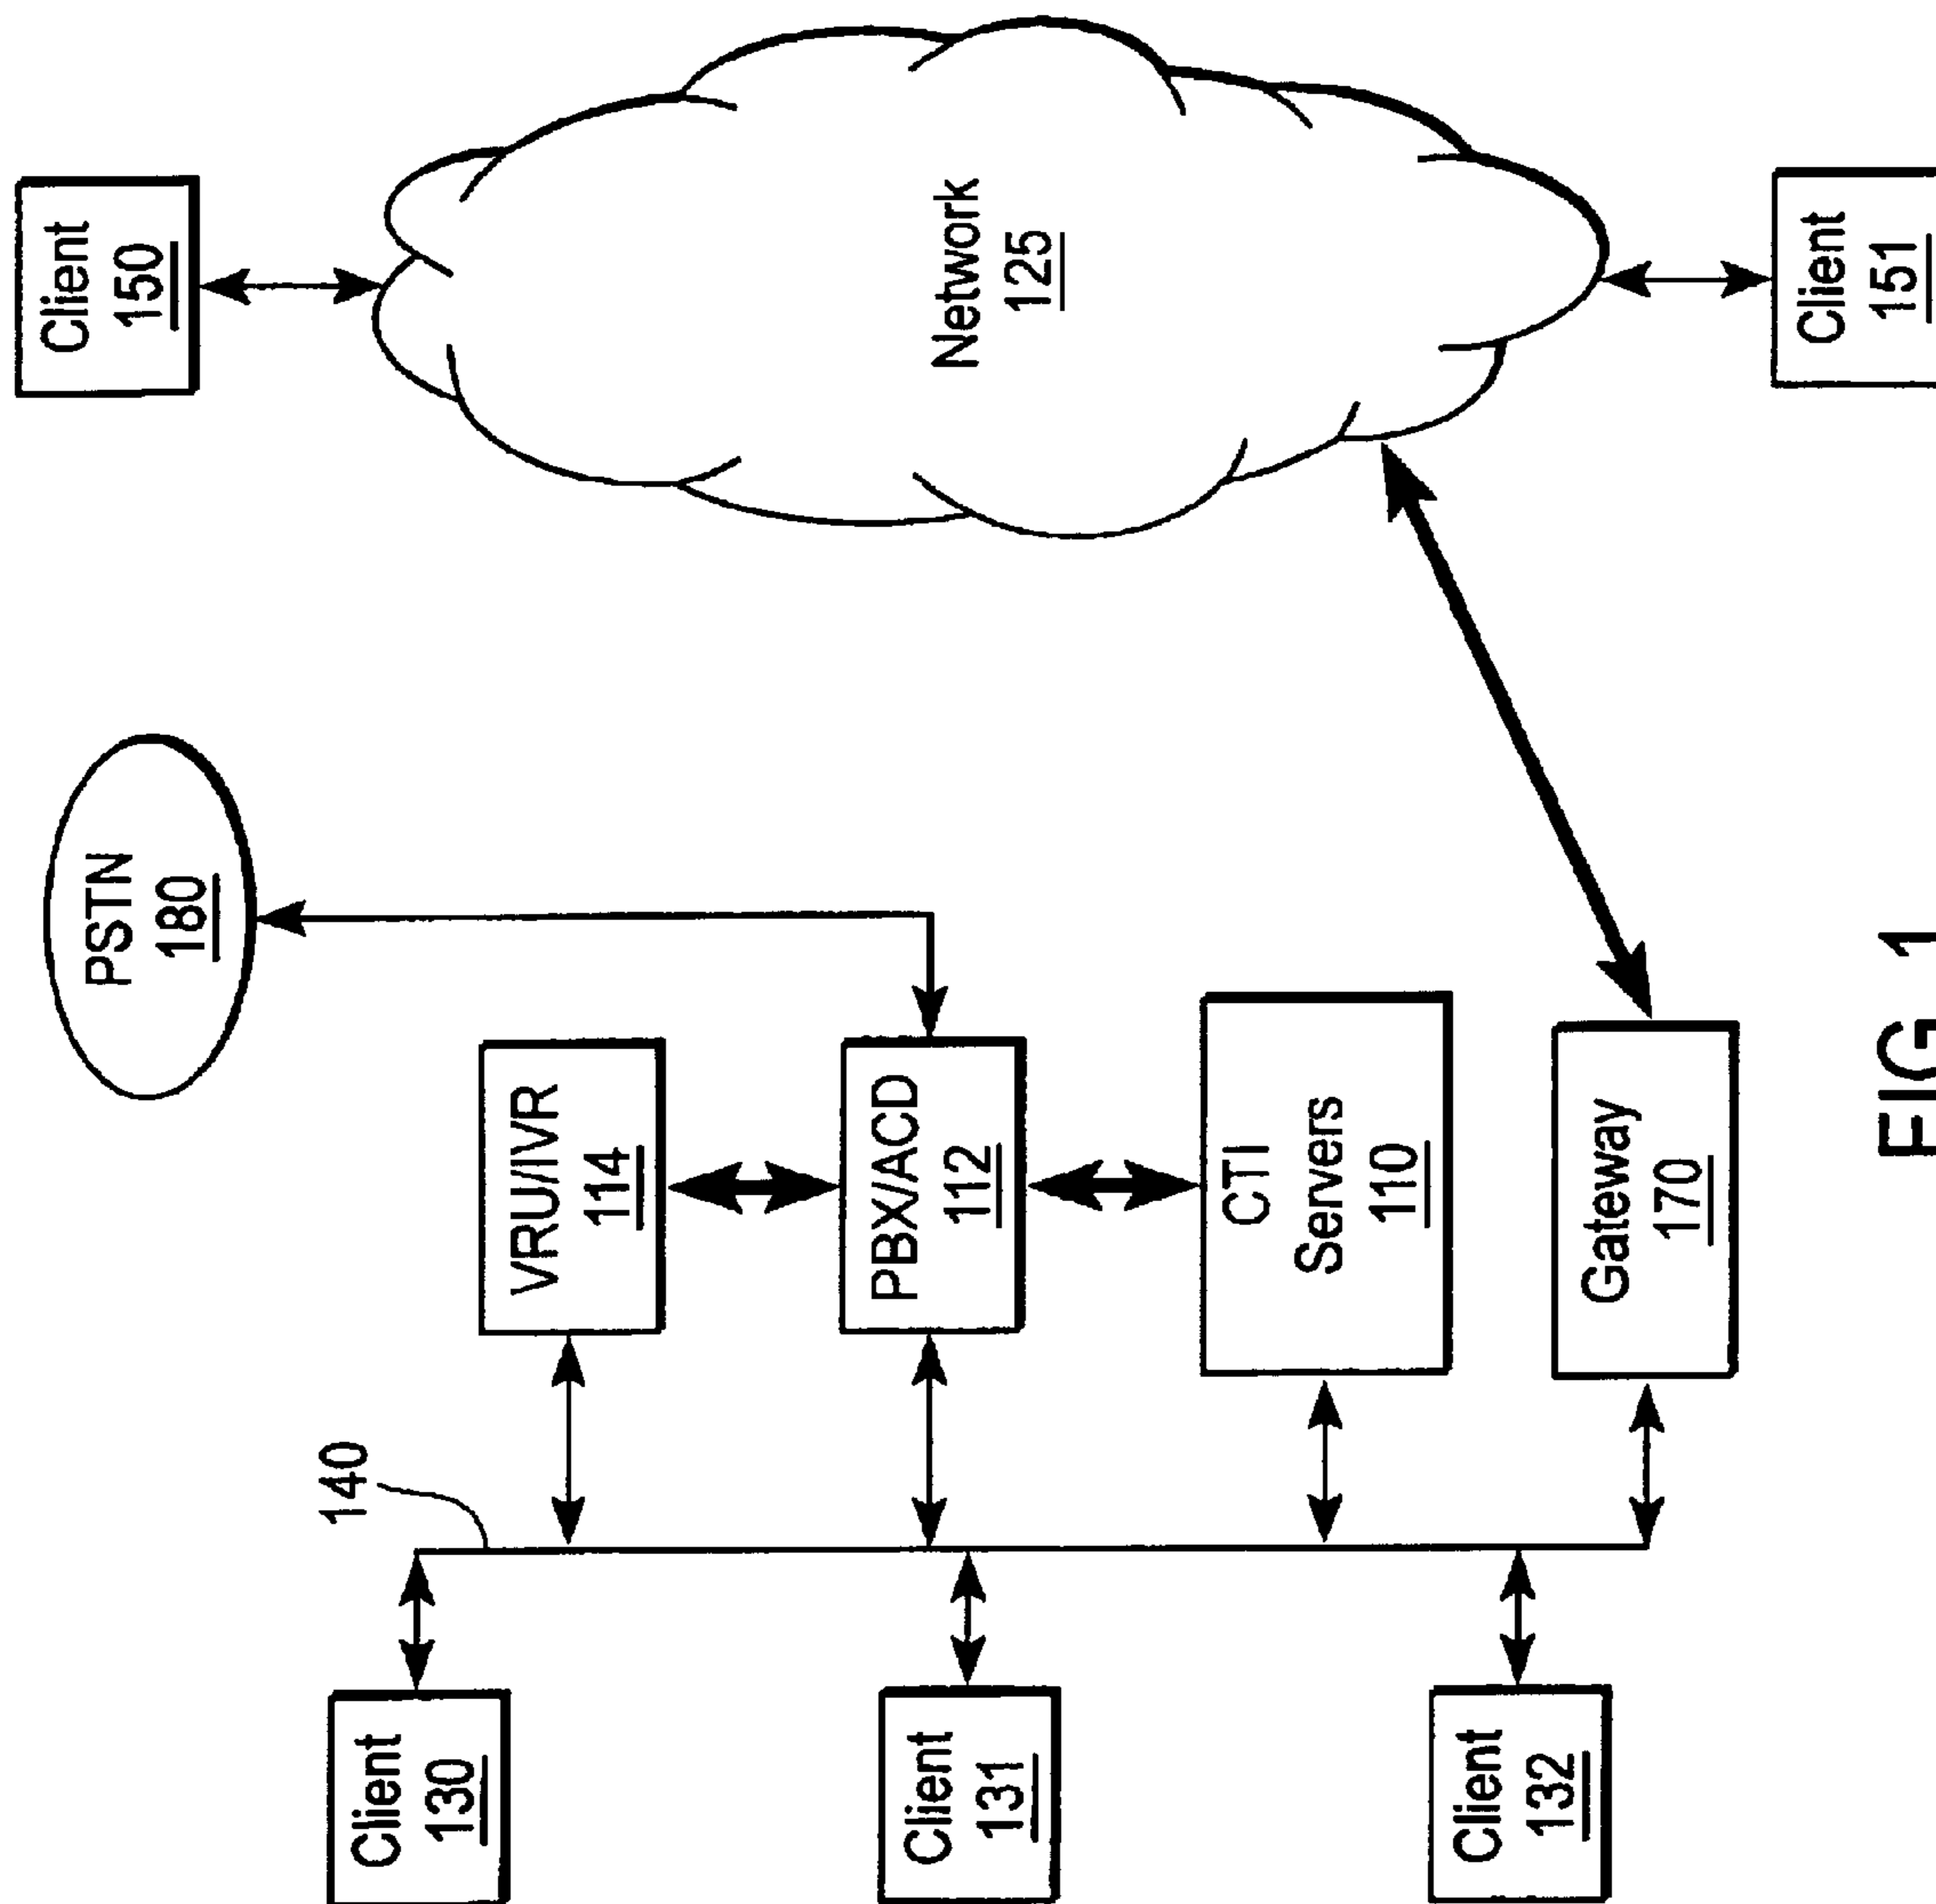 Client
130
Client
131
Client
132
140
VRU/IVR
114
PBX/ACD
112
CTI
Servers
110
Gateway
170
PSTN
180
Client
150
Network
125
Client
151
FIG 1